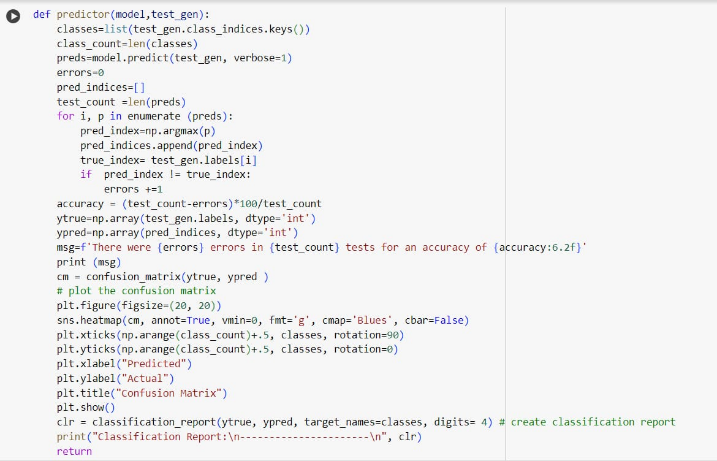 def predictor(model,test_gen):
    classes=list(test_gen.class_indices.keys())
    class_count=len(classes)
    preds=model.predict(test_gen, verbose=1)
    errors=0
    pred_indices=[]
    test_count =len(preds)
    for i, p in enumerate (preds):
        pred_index=np.argmax(p)
        pred_indices.append(pred_index)
        true_index= test_gen.labels[i]
        if  pred_index != true_index:
            errors +=1
    accuracy = (test_count-errors)*100/test_count
    ytrue=np.array(test_gen.labels, dtype='int')
    ypred=np.array(pred_indices, dtype='int')
    msg=f'There were {errors} errors in {test_count} tests for an accuracy of {accuracy:6.2f}'
    print (msg)
    cm = confusion_matrix(ytrue, ypred )
    # plot the confusion matrix
    plt.figure(figsize=(20, 20))
    sns.heatmap(cm, annot=True, vmin=0, fmt='g', cmap='Blues', cbar=False)
    plt.xticks(np.arange(class_count)+.5, classes, rotation=90)
    plt.yticks(np.arange(class_count)+.5, classes, rotation=0)
    plt.xlabel("Predicted")
    plt.ylabel("Actual")
    plt.title("Confusion Matrix")
    plt.show()
    clr = classification_report(ytrue, ypred, target_names=classes, digits= 4) # create classification report
    print("Classification Report:\n----------------------\n", clr)
    return